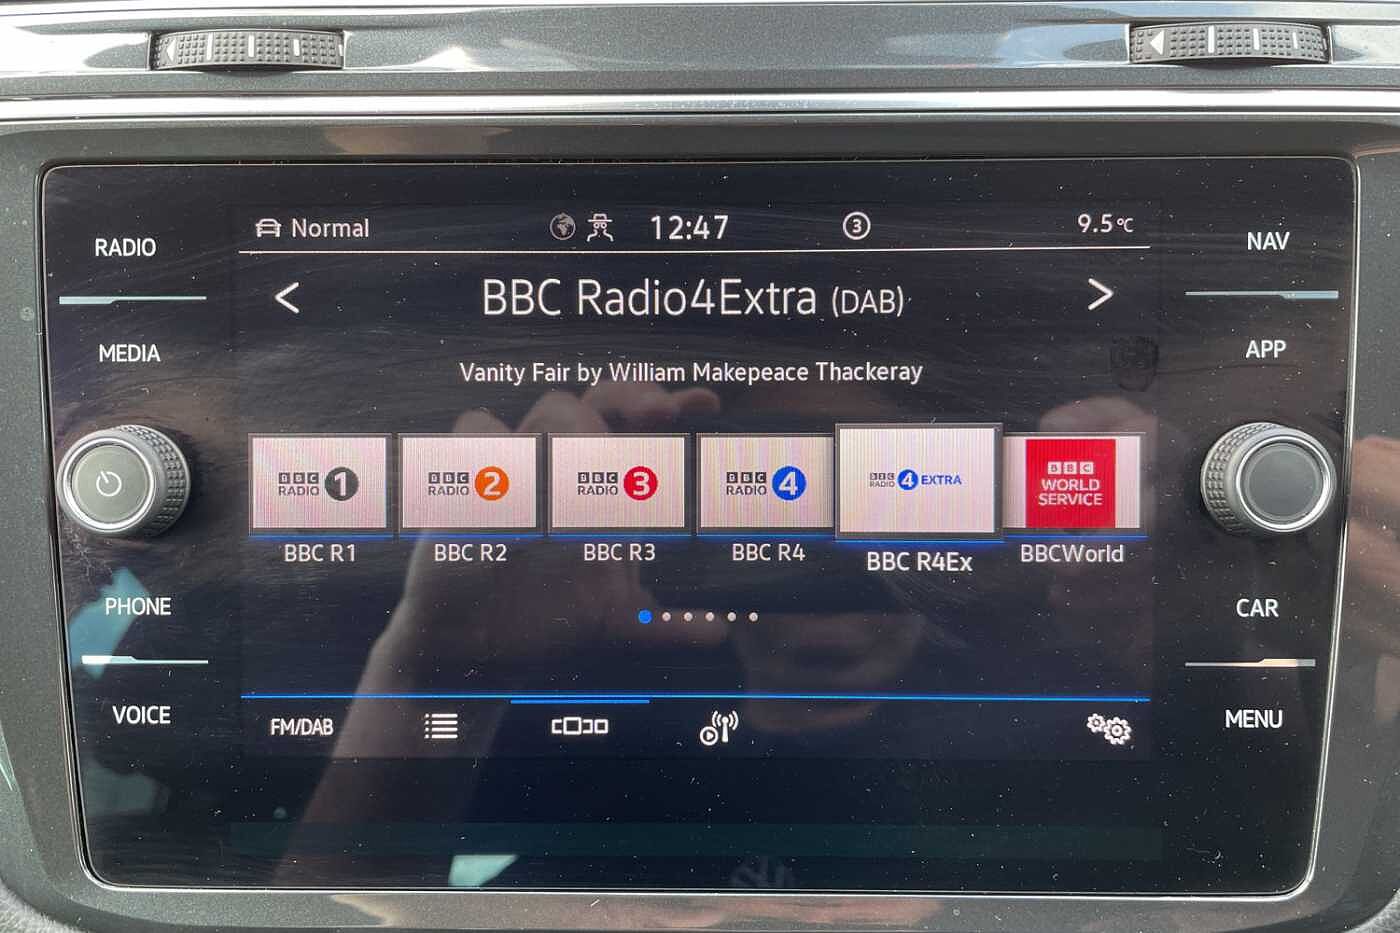 RADIO
MEDIA
PHONE
VOICE
Normal 12:47 3 9.5°C
< BBC Radio4Extra (DAB) >
Vanity Fair by William Makepeace Thackeray
BBC RADIO 1
BBC RADIO 2
BBC RADIO 3
BBC RADIO 4
BBC RADIO 4 EXTRA
BBC WORLD SERVICE
BBC R1 BBC R2 BBC R3 BBC R4 BBC R4Ex BBCWorld
FM/DAB
NAV
APP
CAR
MENU